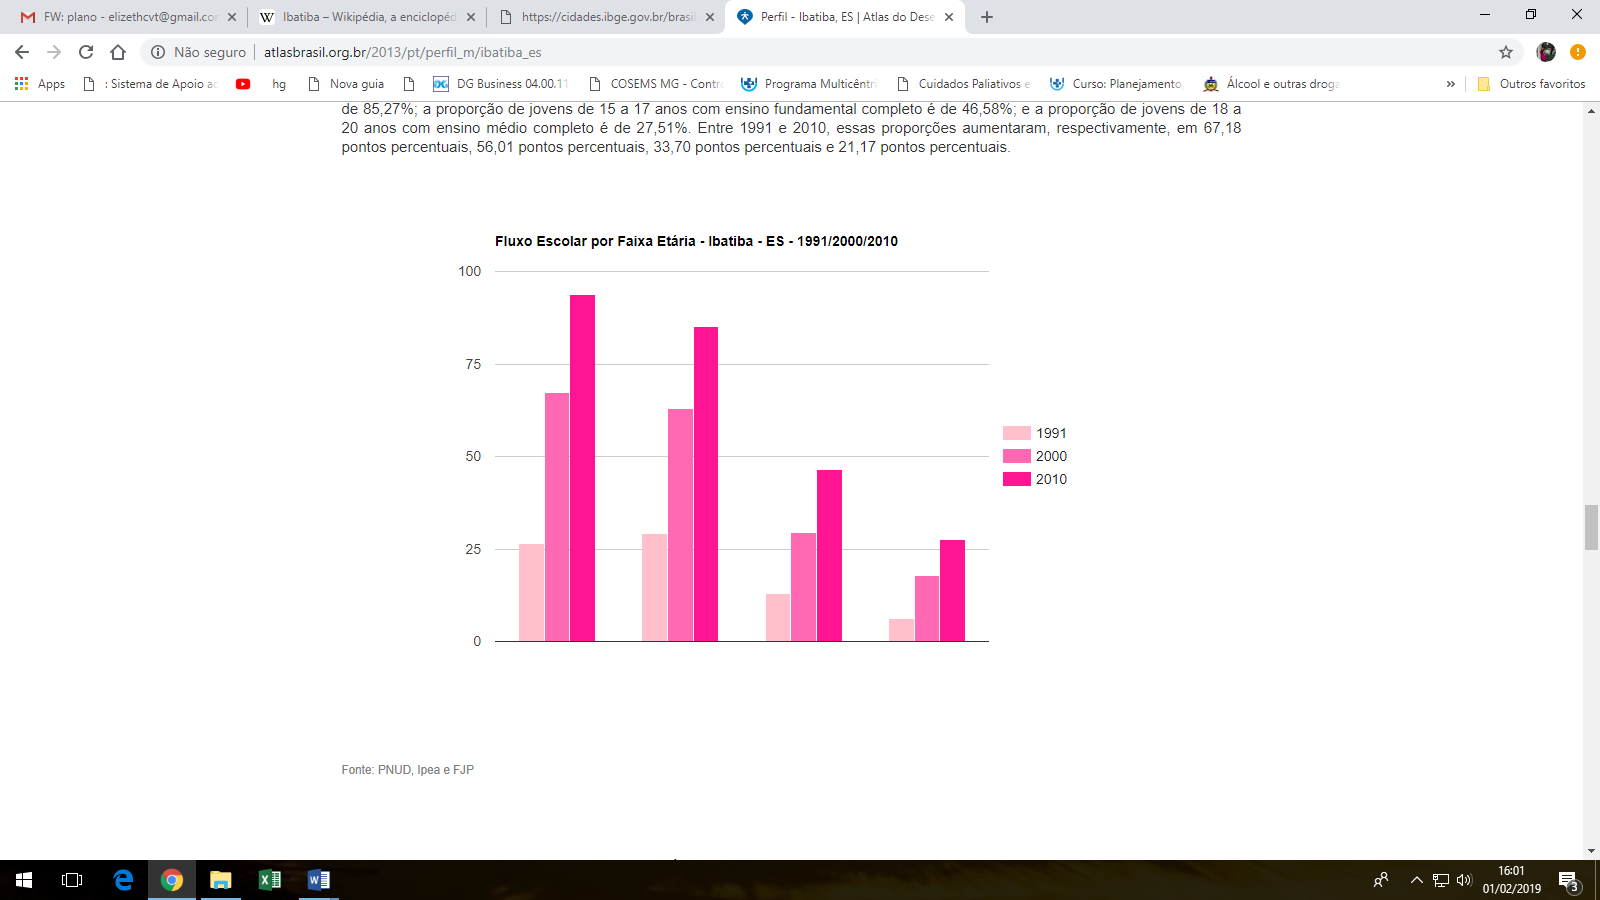 FW: plano - elizethcvt@gmail.cor
Ibatiba – Wikipédia, a encicloped
https://cidades.ibge.gov.br/brasil
Perfil - Ibatiba, ES | Atlas do Dese
Não seguro
atlasbrasil.org.br/2013/pt/perfil_m/ibatiba_es
Apps
: Sistema de Apoio ao
hg
Nova guia
DG Business 04.00.11
COSEMS MG - Contro
Programa Multicêntri
Cuidados Paliativos e
Curso: Planejamento
Álcool e outras droga
»
Outros favoritos
de 85,27%; a proporção de jovens de 15 a 17 anos com ensino fundamental completo é de 46,58%; e a proporção de jovens de 18 a
20 anos com ensino médio completo é de 27,51%. Entre 1991 e 2010, essas proporções aumentaram, respectivamente, em 67,18
pontos percentuais, 56,01 pontos percentuais, 33,70 pontos percentuais e 21,17 pontos percentuais.
Fluxo Escolar por Faixa Etária - Ibatiba - ES - 1991/2000/2010
100
75
50
25
0
1991
2000
2010
Fonte: PNUD, Ipea e FJP
16:01
01/02/2019
3